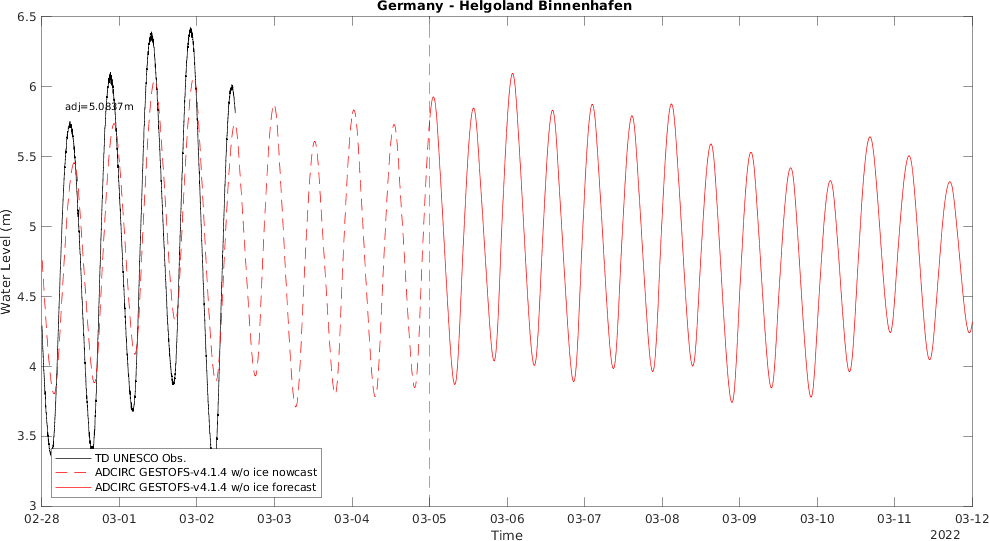 Germany - Helgoland Binnenhafen
6.5
6
5.5
5
4.5
4
3.5
3
Water Level (m)
adj=5.0837m
TD UNESCO Obs.
ADCIRC GESTOFS-v4.1.4 w/o ice nowcast
ADCIRC GESTOFS-v4.1.4 w/o ice forecast
02-28 03-01 03-02 03-03 03-04 03-05 03-06 03-07 03-08 03-09 03-10 03-11 03-12
Time
2022